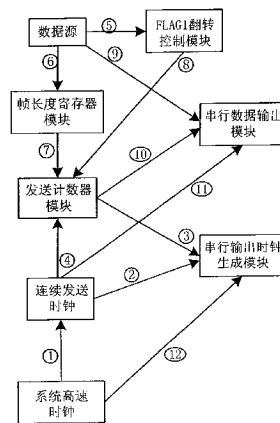 数据源
⑤
FLAG1翻转
控制模块
⑥
⑨
⑧
帧长度寄存器
模块
串行数据输出
模块
⑦
⑩
发送计数器
模块
⑪
④
③
②
串行输出时钟
生成模块
连续发送
时钟
①
⑫
系统高速
时钟